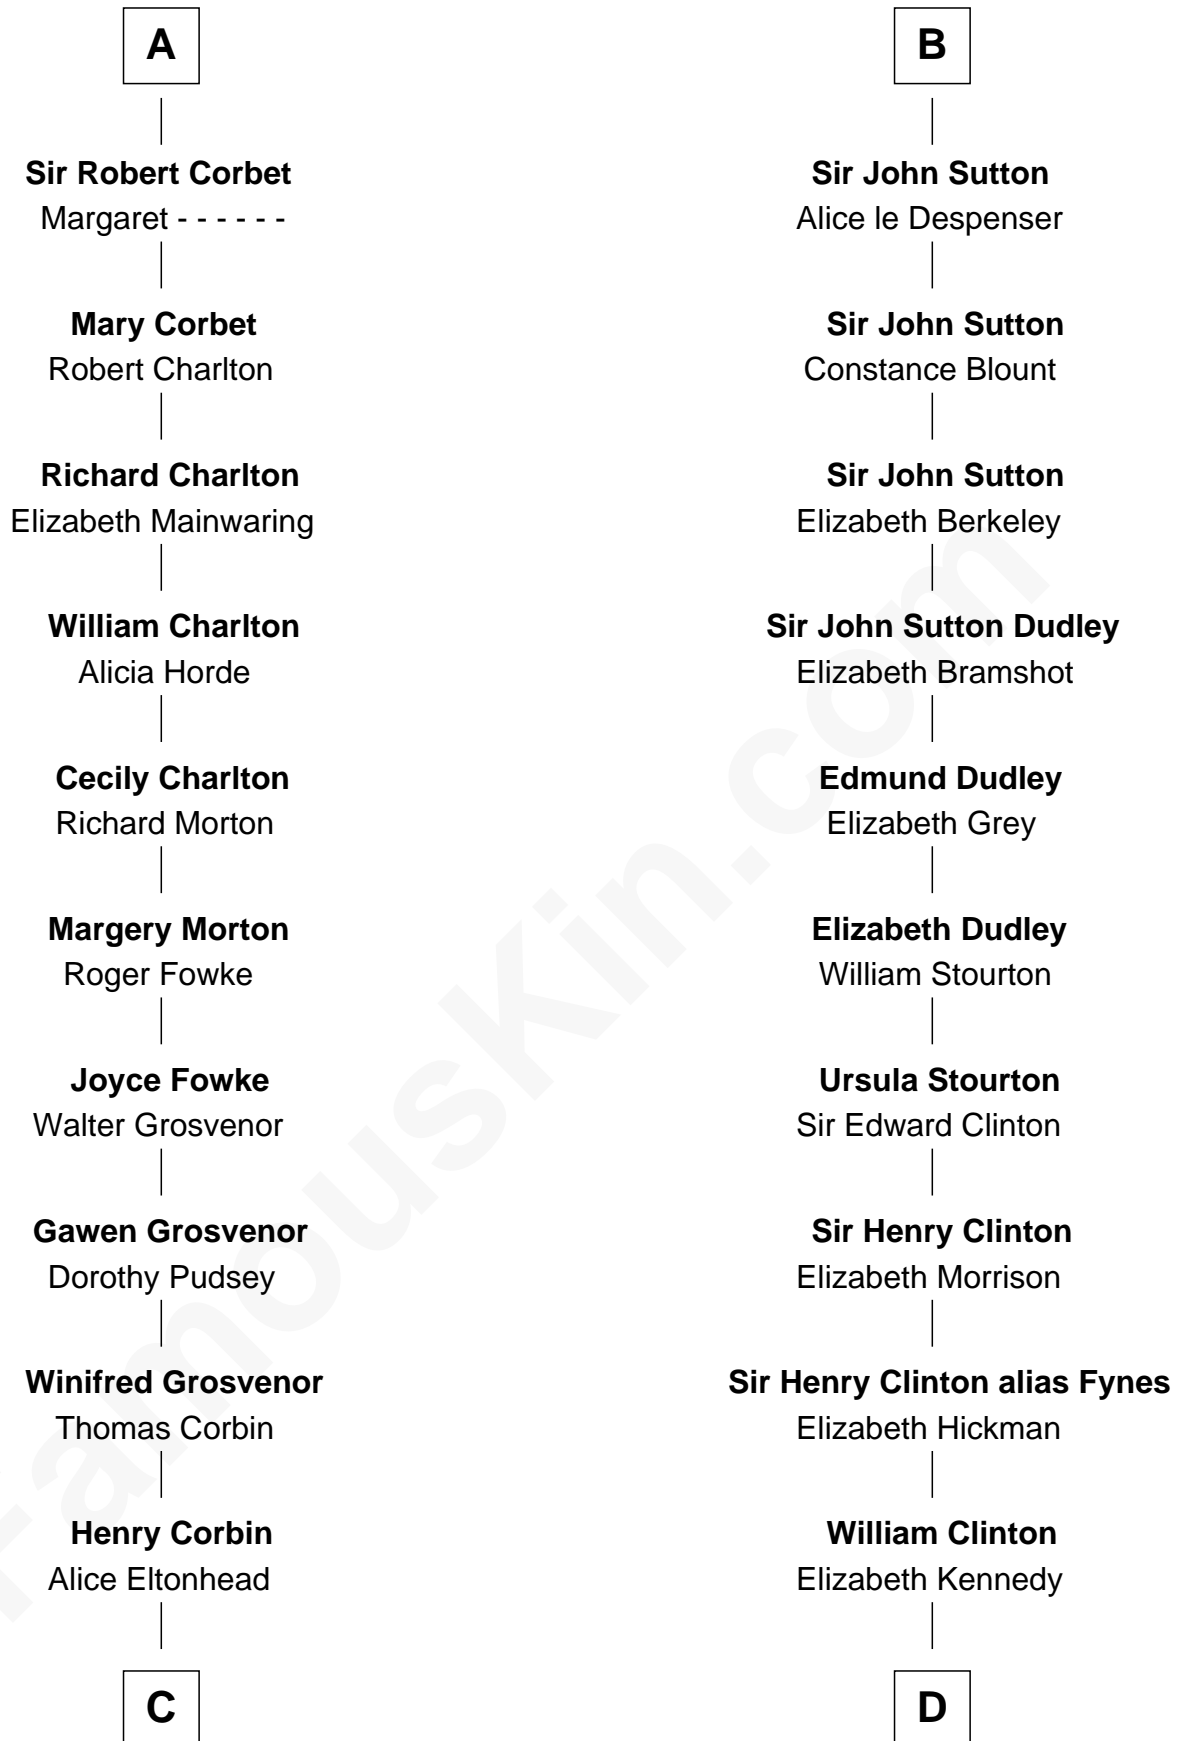 A
Sir Robert Corbet
Margaret - - - - - -
Mary Corbet
Robert Charlton
Richard Charlton
Elizabeth Mainwaring
William Charlton
Alicia Horde
Cecily Charlton
Richard Morton
Margery Morton
Roger Fowke
Joyce Fowke
Walter Grosvenor
Gawen Grosvenor
Dorothy Pudsey
Winifred Grosvenor
Thomas Corbin
Henry Corbin
Alice Eltonhead
C
B
Sir John Sutton
Alice le Despenser
Sir John Sutton
Constance Blount
Sir John Sutton
Elizabeth Berkeley
Sir John Sutton Dudley
Elizabeth Bramshot
Edmund Dudley
Elizabeth Grey
Elizabeth Dudley
William Stourton
Ursula Stourton
Sir Edward Clinton
Sir Henry Clinton
Elizabeth Morrison
Sir Henry Clinton alias Fynes
Elizabeth Hickman
William Clinton
Elizabeth Kennedy
D
FamousKin.com